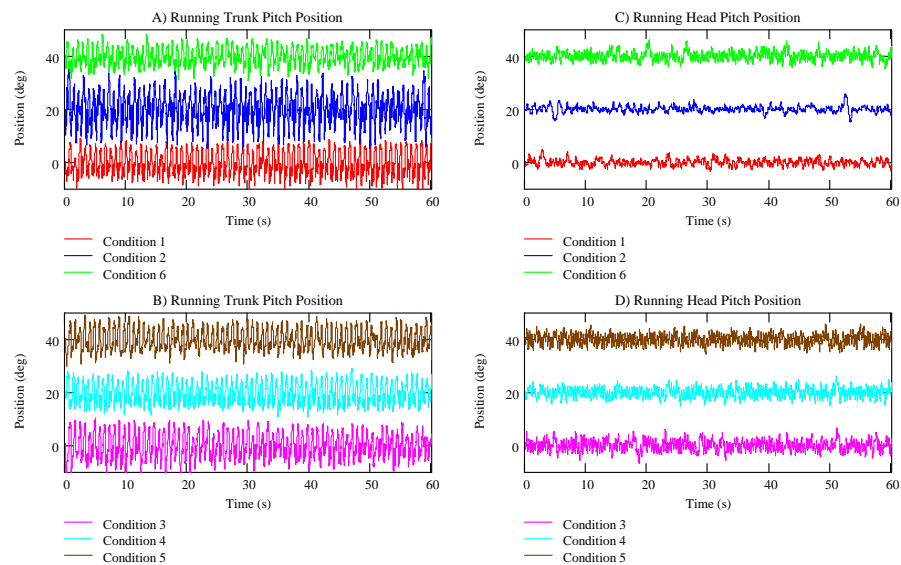 A) Running Trunk Pitch Position
Position (deg)
40
20
0
0 10 20 30 40 50 60
Time (s)
Condition 1
Condition 2
Condition 6
C) Running Head Pitch Position
Position (deg)
40
20
0
0 10 20 30 40 50 60
Time (s)
Condition 1
Condition 2
Condition 6
B) Running Trunk Pitch Position
Position (deg)
40
20
0
0 10 20 30 40 50 60
Time (s)
Condition 3
Condition 4
Condition 5
D) Running Head Pitch Position
Position (deg)
40
20
0
0 10 20 30 40 50 60
Time (s)
Condition 3
Condition 4
Condition 5